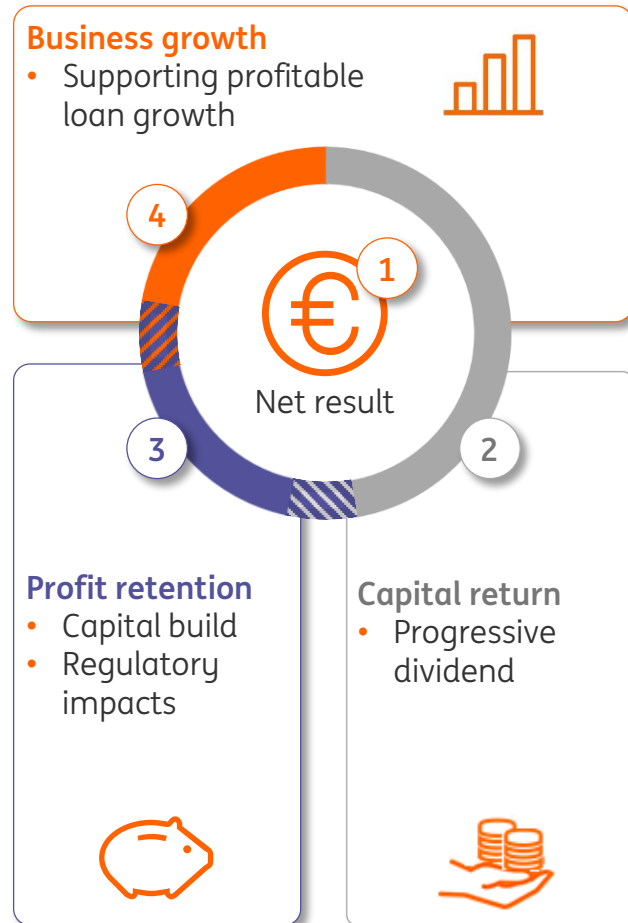 Business growth
• Supporting profitable
loan growth
4
1
€
Net result
3
2
Profit retention
• Capital build
• Regulatory
impacts
Capital return
• Progressive
dividend